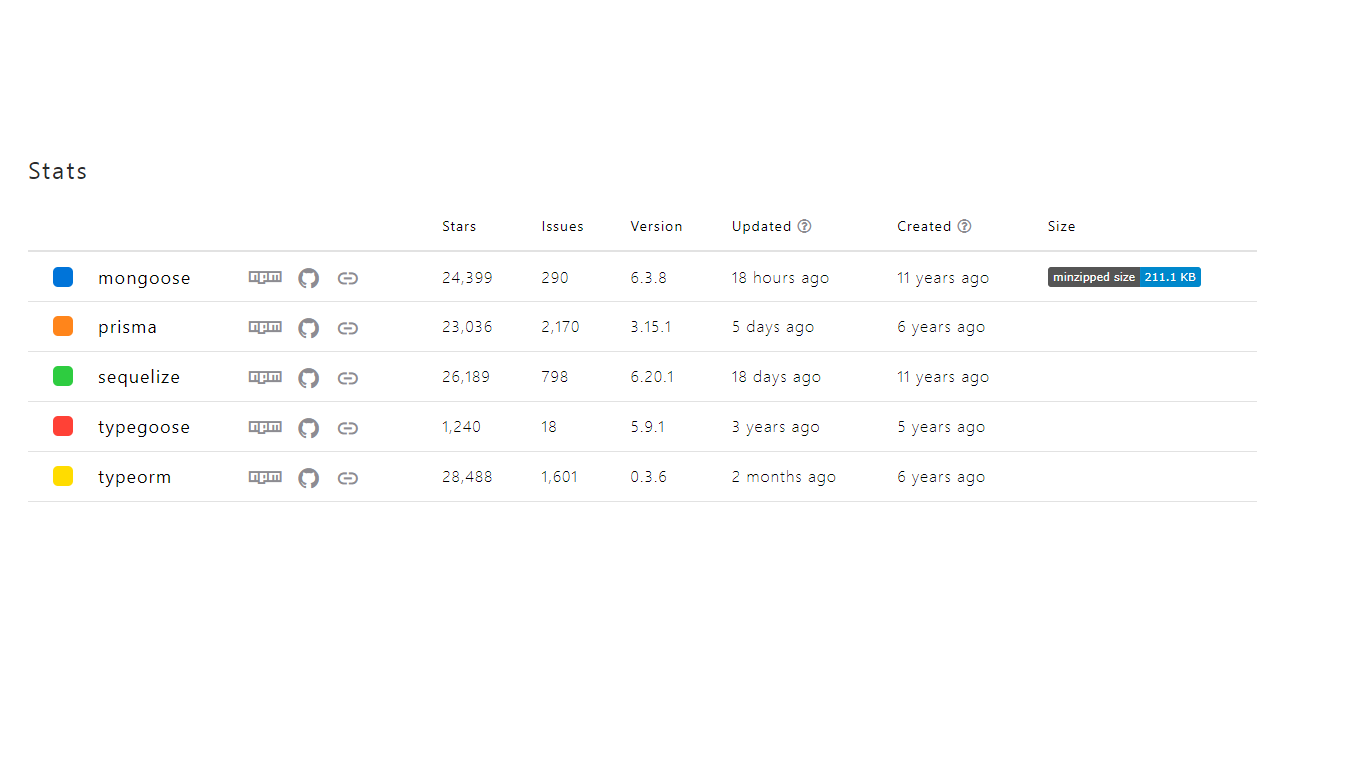 Stats
Stars Issues Version Updated Created Size
mongoose npm 24,399 290 6.3.8 18 hours ago 11 years ago minzipped size 211.1 KB
prisma npm 23,036 2,170 3.15.1 5 days ago 6 years ago
sequelize npm 26,189 798 6.20.1 18 days ago 11 years ago
typegoose npm 1,240 18 5.9.1 3 years ago 5 years ago
typeorm npm 28,488 1,601 0.3.6 2 months ago 6 years ago